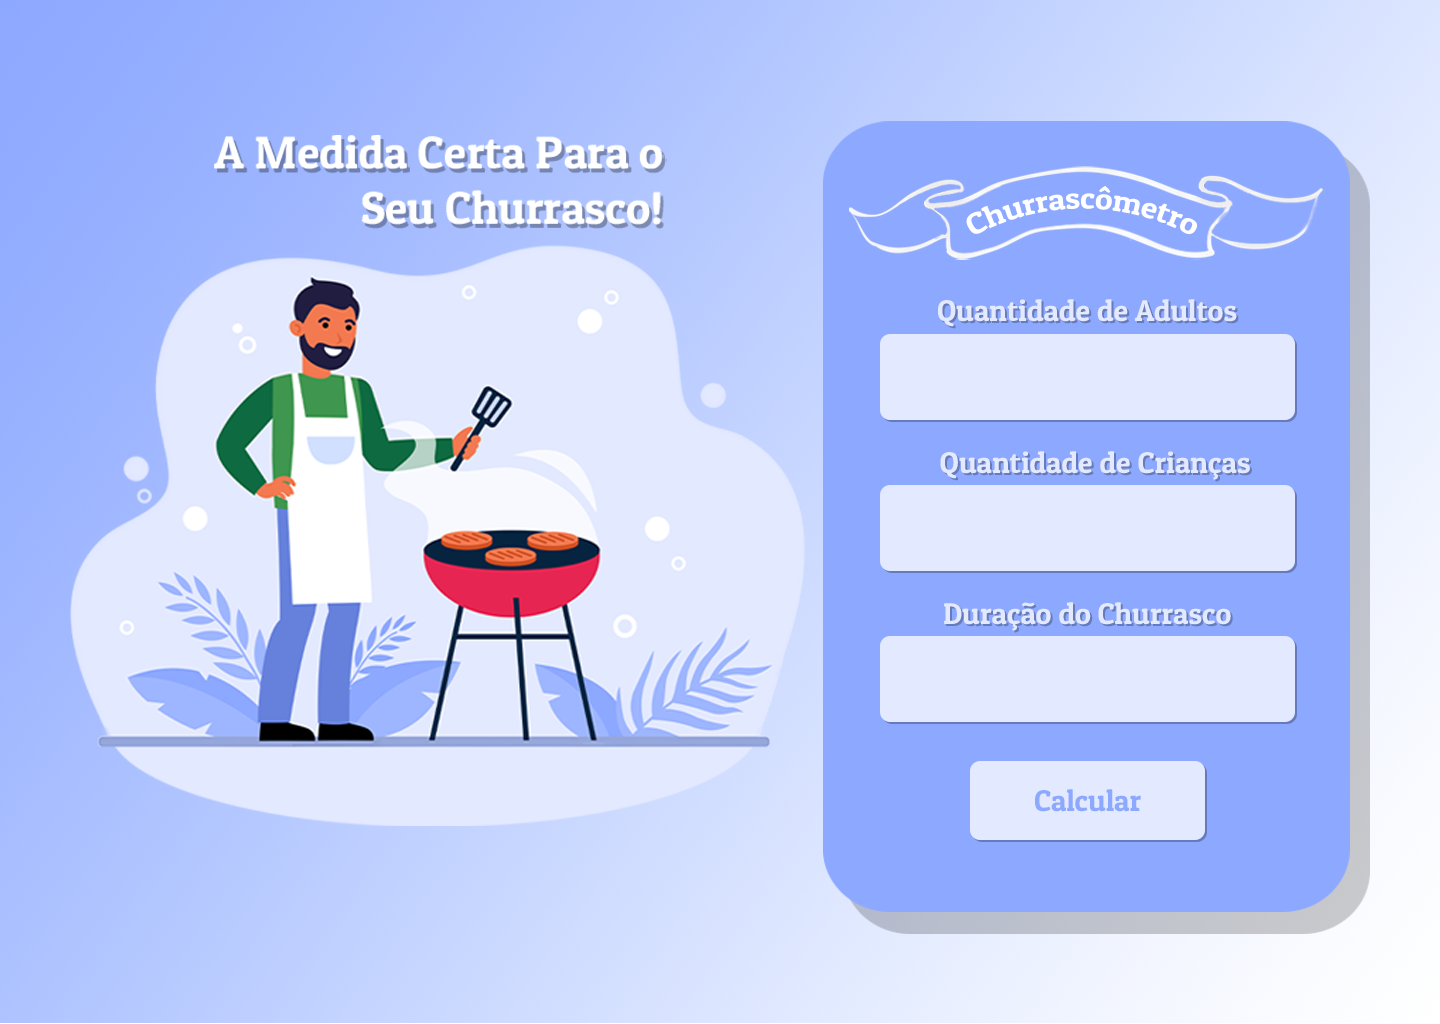 A Medida Certa Para o
Seu Churrasco!
Churrascômetro
Quantidade de Adultos
Quantidade de Crianças
Duração do Churrasco
Calcular